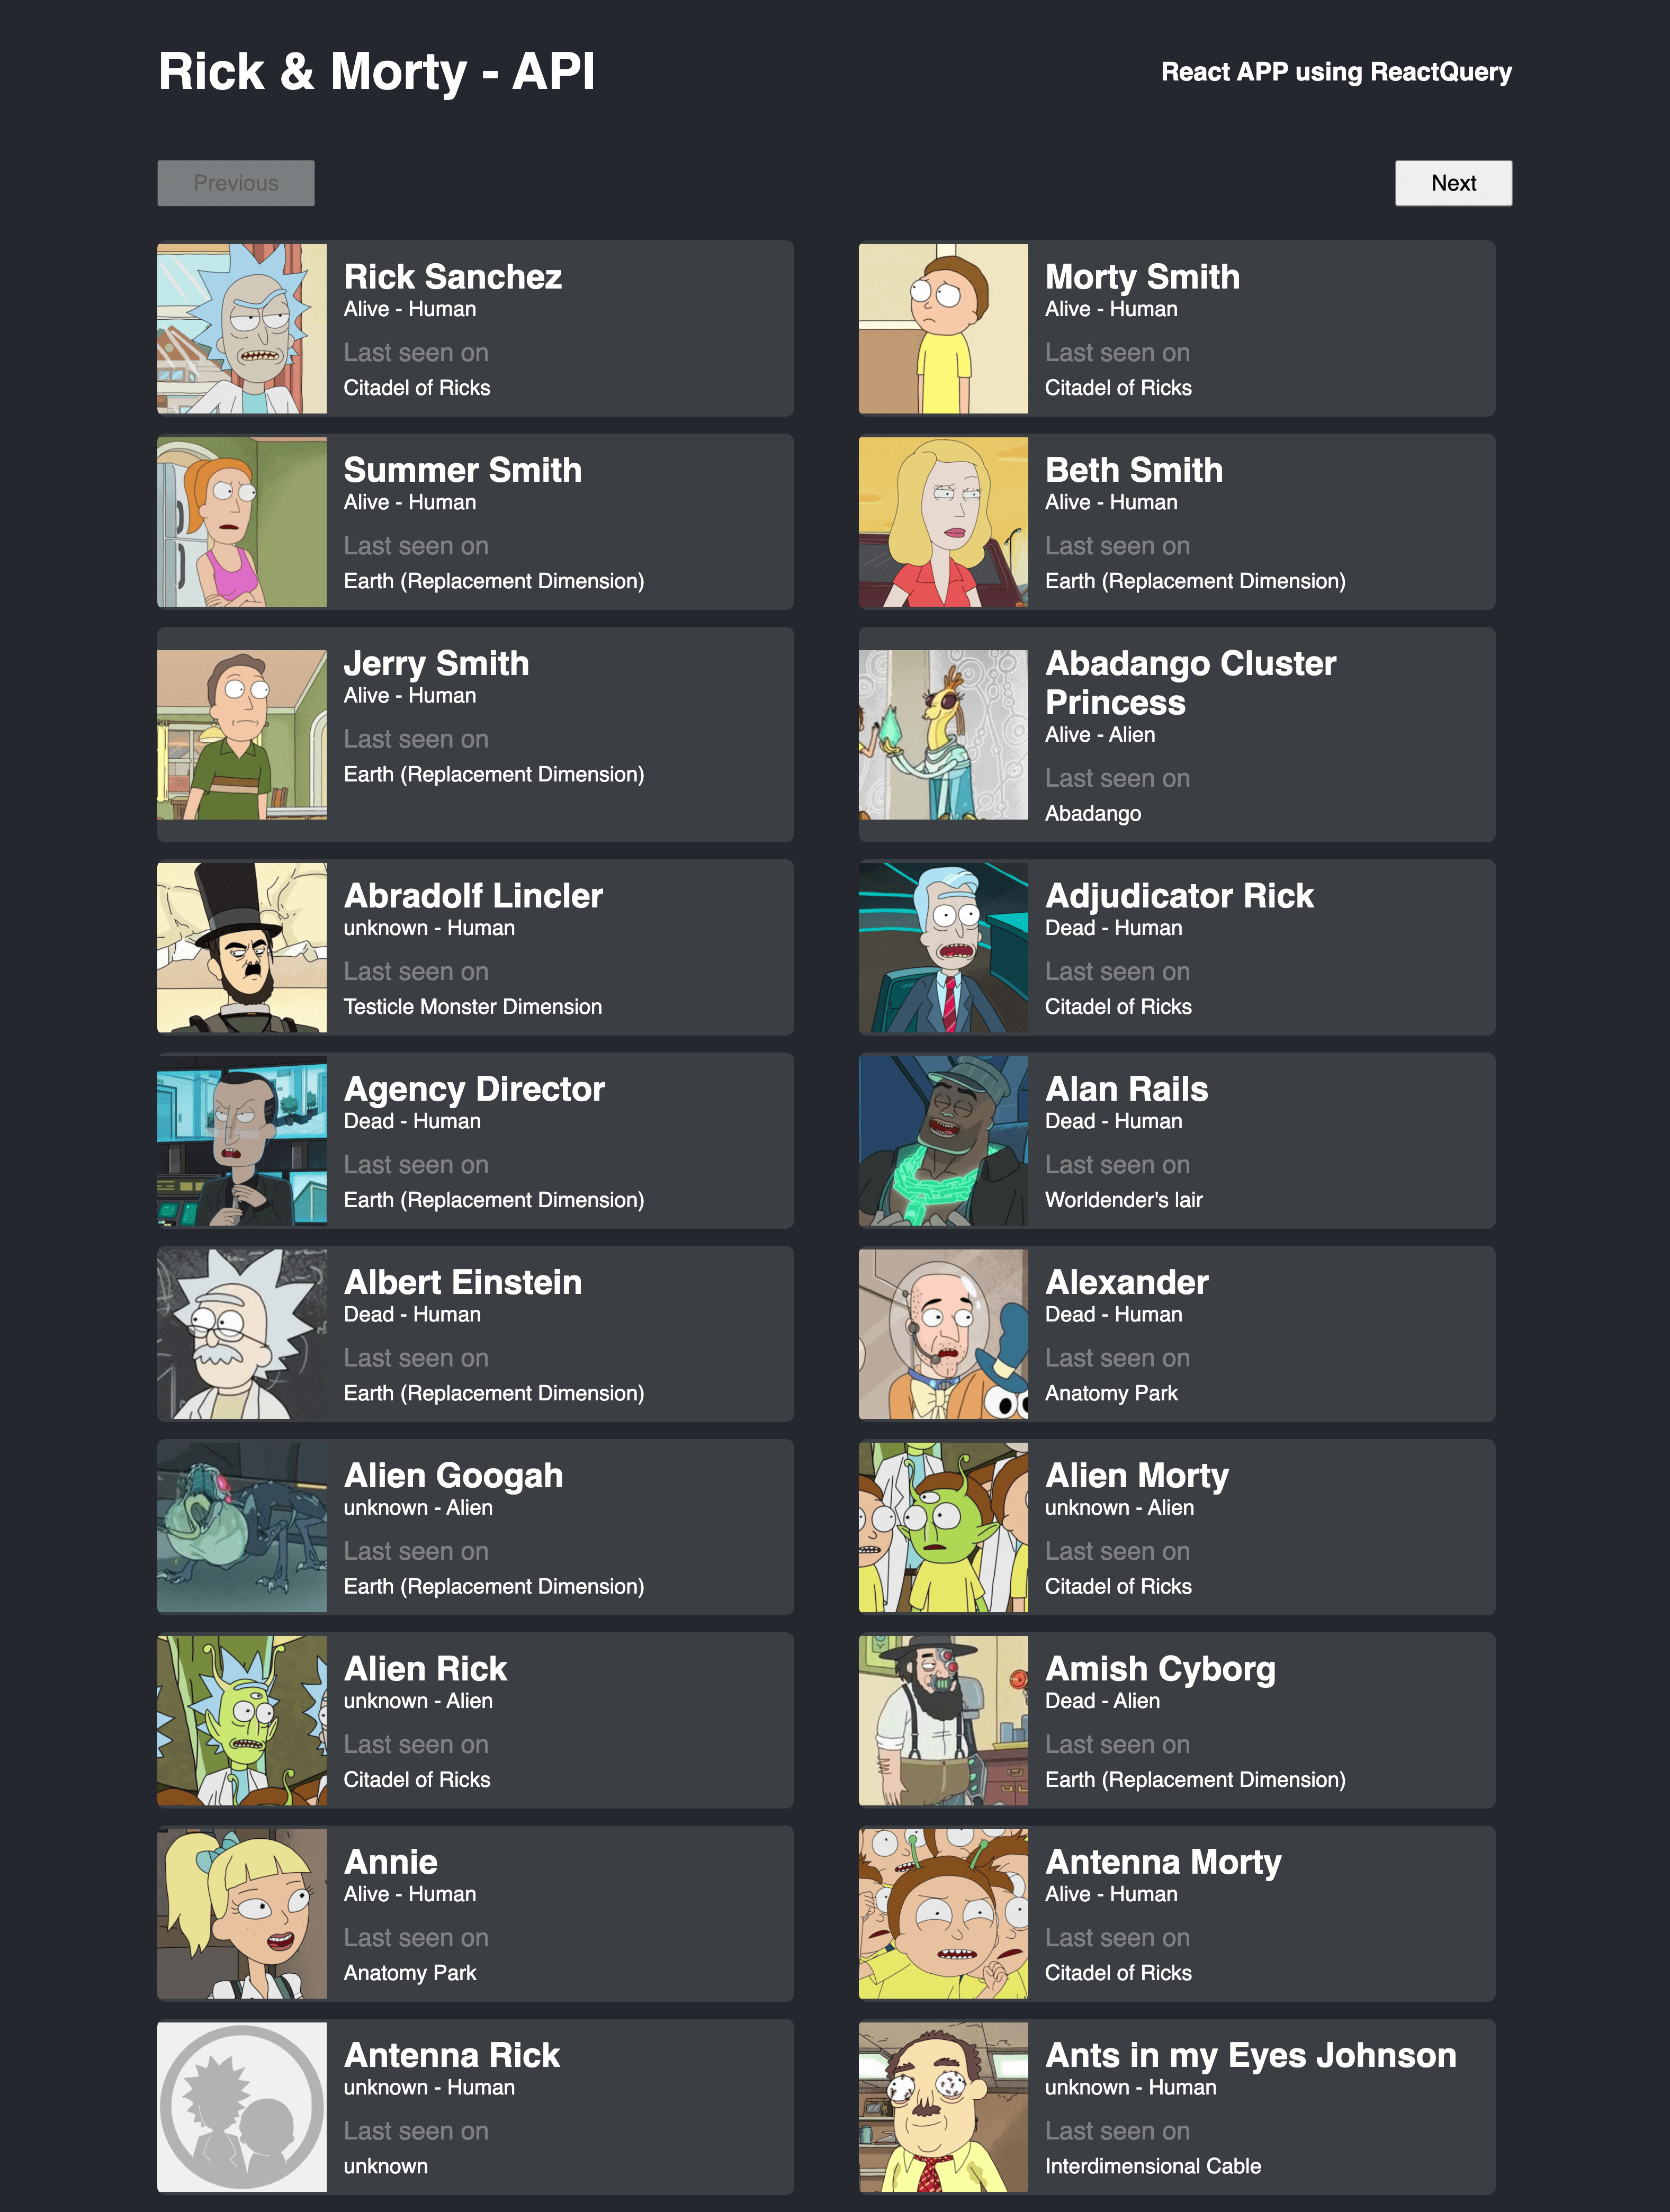 Rick & Morty - API
React APP using ReactQuery
Previous
Next
Rick Sanchez
Alive - Human
Last seen on
Citadel of Ricks
Morty Smith
Alive - Human
Last seen on
Citadel of Ricks
Summer Smith
Alive - Human
Last seen on
Earth (Replacement Dimension)
Beth Smith
Alive - Human
Last seen on
Earth (Replacement Dimension)
Jerry Smith
Alive - Human
Last seen on
Earth (Replacement Dimension)
Abadango Cluster
Princess
Alive - Alien
Last seen on
Abadango
Abradolf Lincler
unknown - Human
Last seen on
Testicle Monster Dimension
Adjudicator Rick
Dead - Human
Last seen on
Citadel of Ricks
Agency Director
Dead - Human
Last seen on
Earth (Replacement Dimension)
Alan Rails
Dead - Human
Last seen on
Worldender's lair
Albert Einstein
Dead - Human
Last seen on
Earth (Replacement Dimension)
Alexander
Dead - Human
Last seen on
Anatomy Park
Alien Googah
unknown - Alien
Last seen on
Earth (Replacement Dimension)
Alien Morty
unknown - Alien
Last seen on
Citadel of Ricks
Alien Rick
unknown - Alien
Last seen on
Citadel of Ricks
Amish Cyborg
Dead - Alien
Last seen on
Earth (Replacement Dimension)
Annie
Alive - Human
Last seen on
Anatomy Park
Antenna Morty
Alive - Human
Last seen on
Citadel of Ricks
Antenna Rick
unknown - Human
Last seen on
unknown
Ants in my Eyes Johnson
unknown - Human
Last seen on
Interdimensional Cable